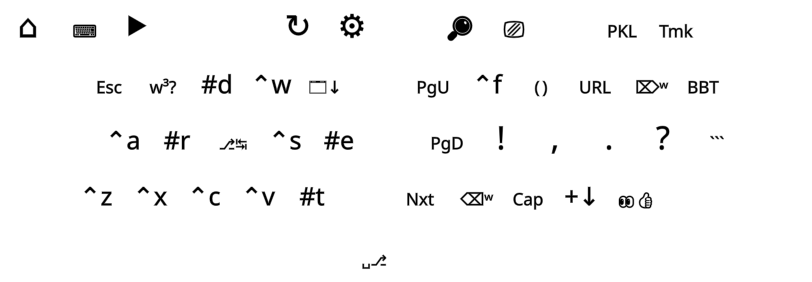 ⌂ ⌨ ▶ ↻ ⚙ 🔎 ⎚ PKL Tmk
Esc w³? #d ^w 🗔↓ PgU ^f () URL ⌦ʷ BBT
^a #r ⎇↹ ^s #e PgD ! , . ? ```
^z ^x ^c ^v #t Nxt ⌫ʷ Cap +↓ 👀👍
␣⎇